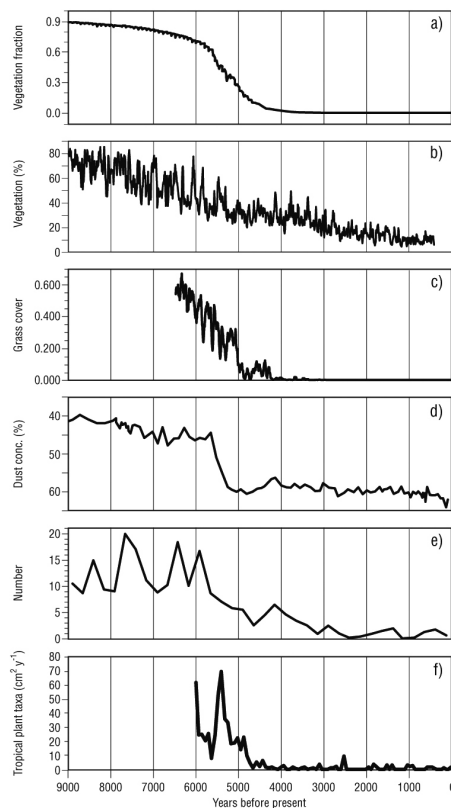 a)
Vegetation fraction
0.9
0.6
0.3
0.0
b)
Vegetation (%)
80
60
40
20
0
c)
Grass cover
0.600
0.400
0.200
0.000
d)
Dust conc. (%)
40
50
60
e)
Number
20
15
10
5
0
f)
Tropical plant taxa (cm² y⁻¹)
80
70
60
50
40
30
20
10
0
9000 8000 7000 6000 5000 4000 3000 2000 1000 0
Years before present